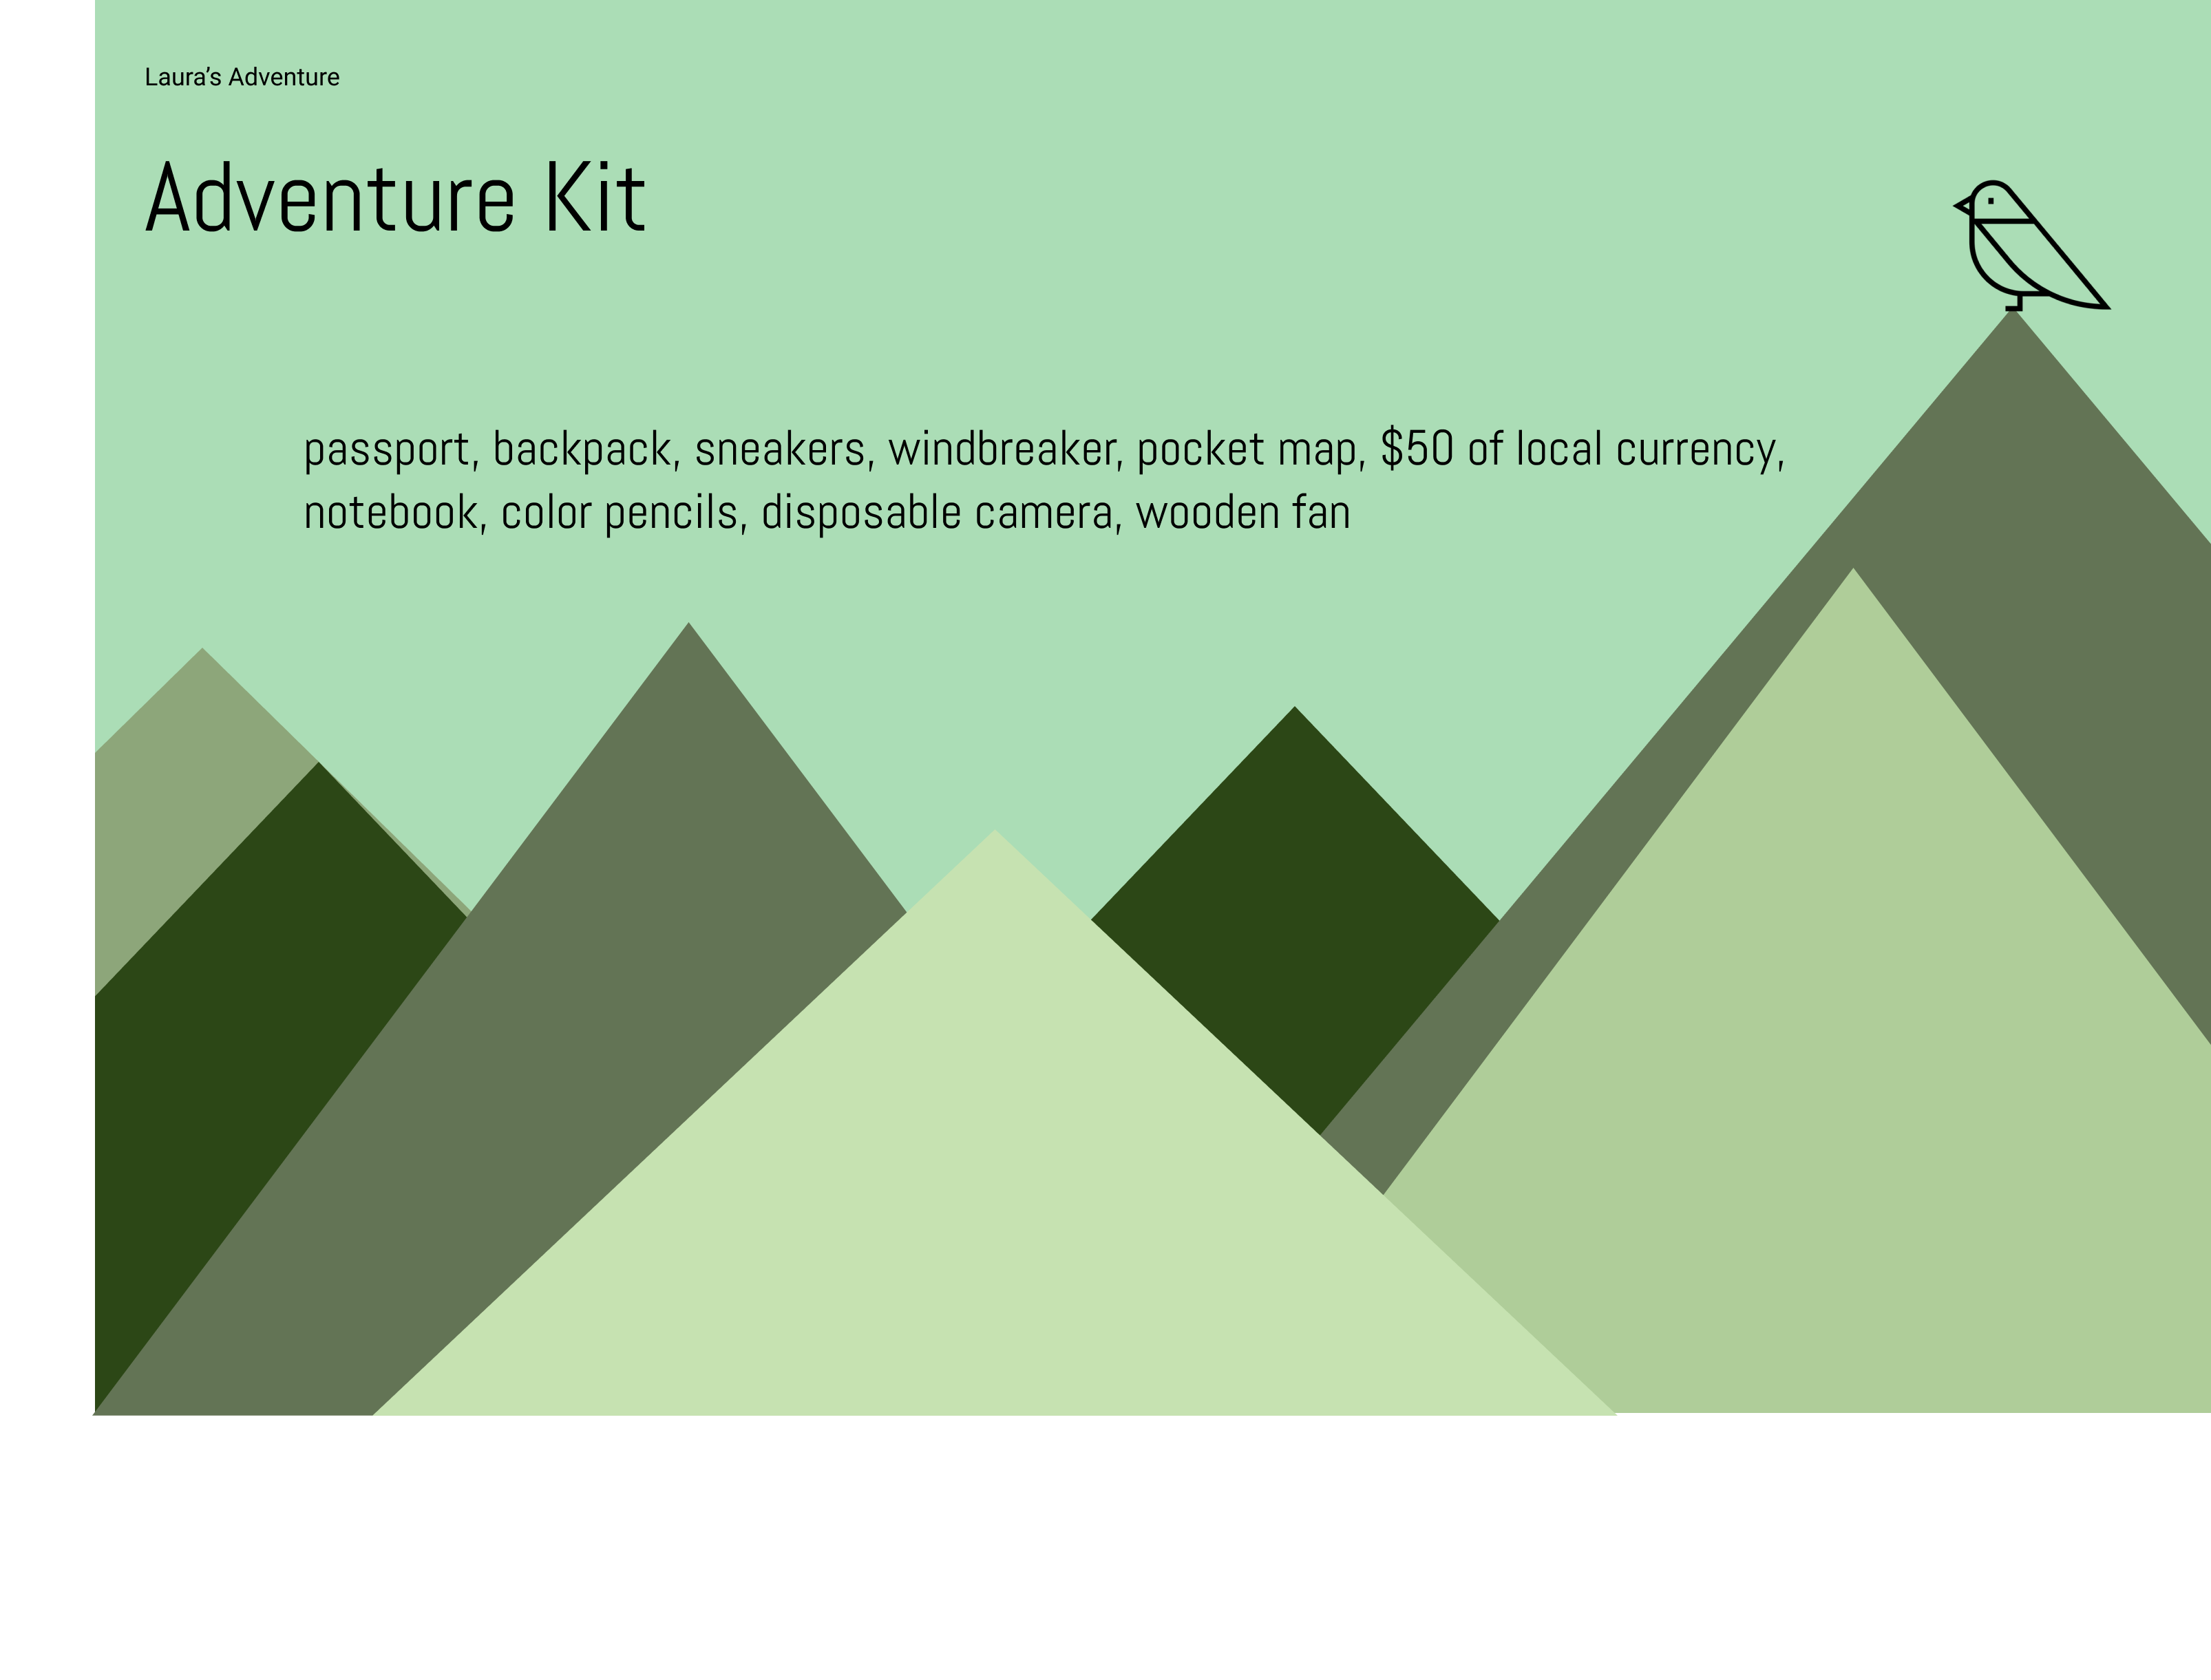 Laura’s Adventure
Adventure Kit
passport, backpack, sneakers, windbreaker, pocket map, $50 of local currency,
notebook, color pencils, disposable camera, wooden fan